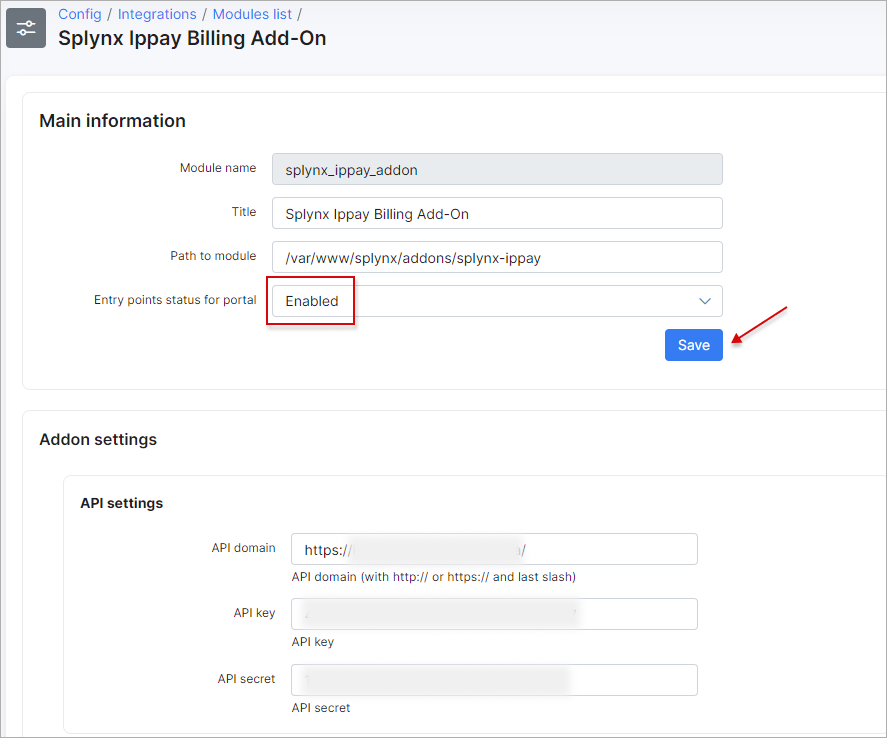 Config / Integrations / Modules list /
Splynx Ippay Billing Add-On
Main information
Module name splynx_ippay_addon
Title Splynx Ippay Billing Add-On
Path to module /var/www/splynx/addons/splynx-ippay
Entry points status for portal Enabled
Save
Addon settings
API settings
API domain https:// /
API domain (with http:// or https:// and last slash)
API key
API key
API secret
API secret